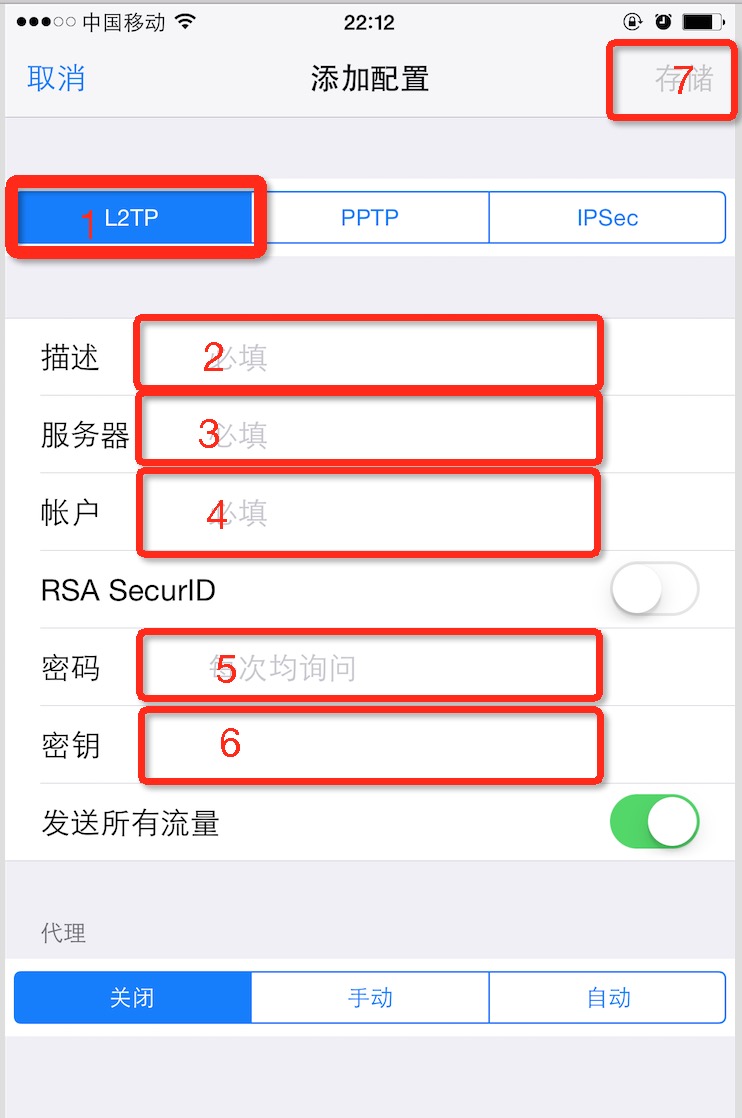 中国移动 22:12
取消 添加配置 存储 7
1 L2TP PPTP IPSec
描述 2 必填
服务器 3 必填
帐户 4 必填
RSA SecurID
密码 5 每次均询问
密钥 6
发送所有流量
代理
关闭 手动 自动